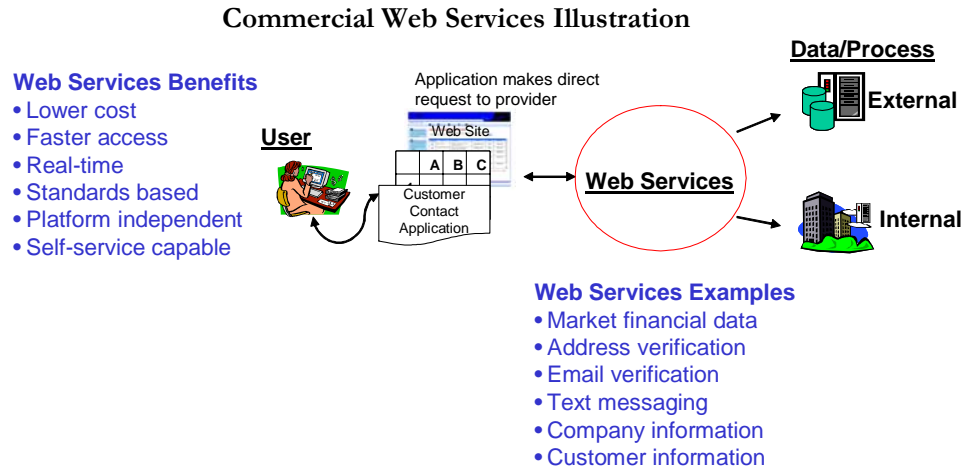 Commercial Web Services Illustration
Data/Process
Web Services Benefits
• Lower cost
• Faster access
• Real-time
• Standards based
• Platform independent
• Self-service capable
Application makes direct
request to provider
User
Web Site
A B C
Customer
Contact
Application
Web Services
External
Internal
Web Services Examples
• Market financial data
• Address verification
• Email verification
• Text messaging
• Company information
• Customer information